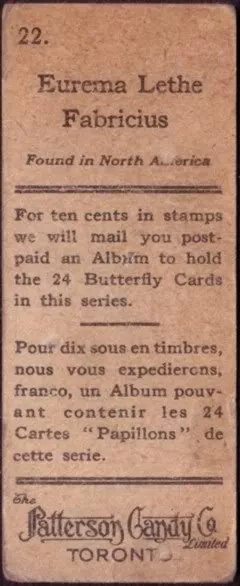 22.
Eurema Lethe
Fabricius
Found in North America
For ten cents in stamps
we will mail you post-
paid an Album to hold
the 24 Butterfly Cards
in this series.
Pour dix sous en timbres,
nous vous expedierons,
franco, un Album pouv-
ant contenir les 24
Cartes "Papillons" de
cette serie.
The
Patterson Candy Co.
Limited
TORONTO